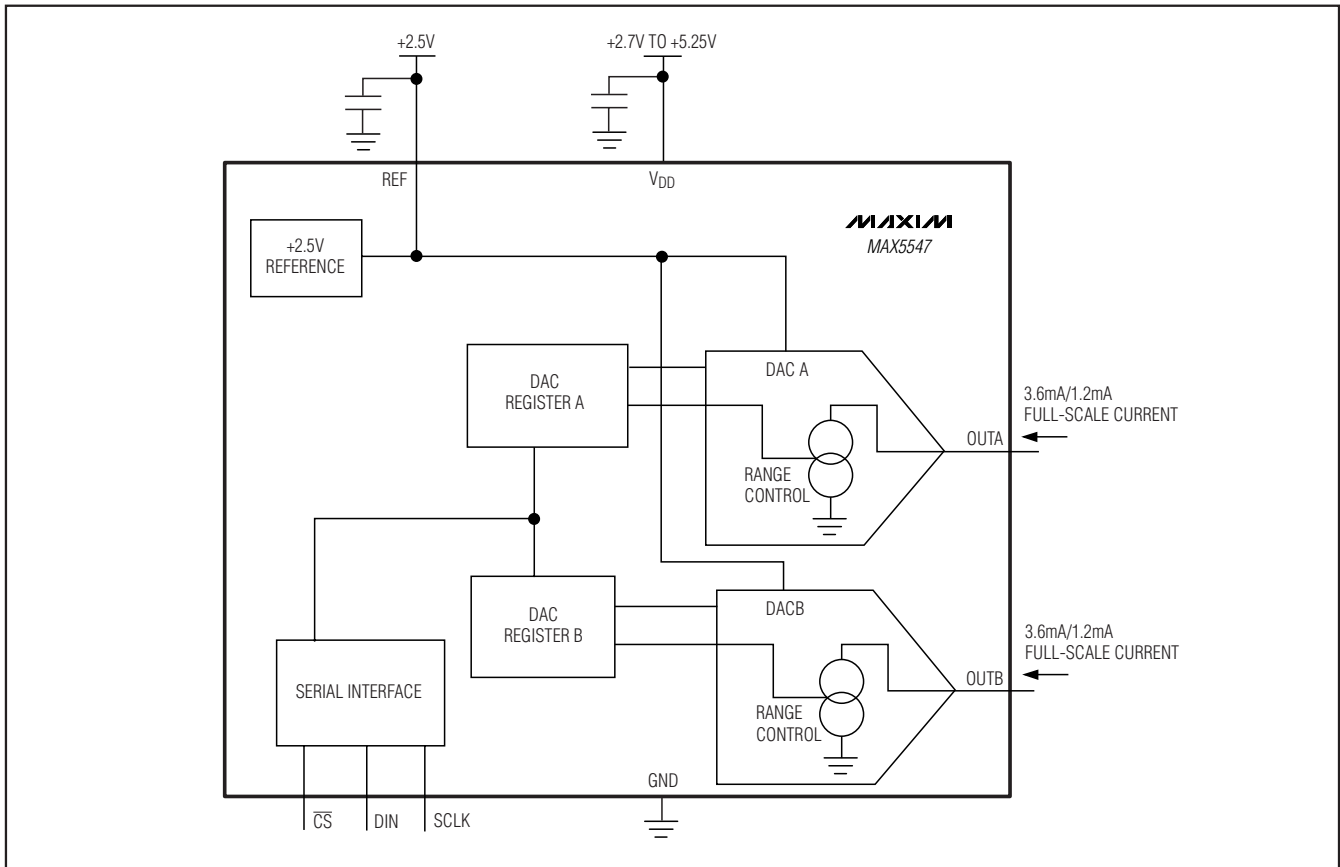 +2.5V
+2.7V TO +5.25V
REF
VDD
MAXIM
MAX5547
+2.5V
REFERENCE
DAC
REGISTER A
DAC A
3.6mA/1.2mA
FULL-SCALE CURRENT
OUTA
RANGE
CONTROL
DAC
REGISTER B
DACB
3.6mA/1.2mA
FULL-SCALE CURRENT
OUTB
RANGE
CONTROL
SERIAL INTERFACE
GND
C̅S̅
DIN
SCLK